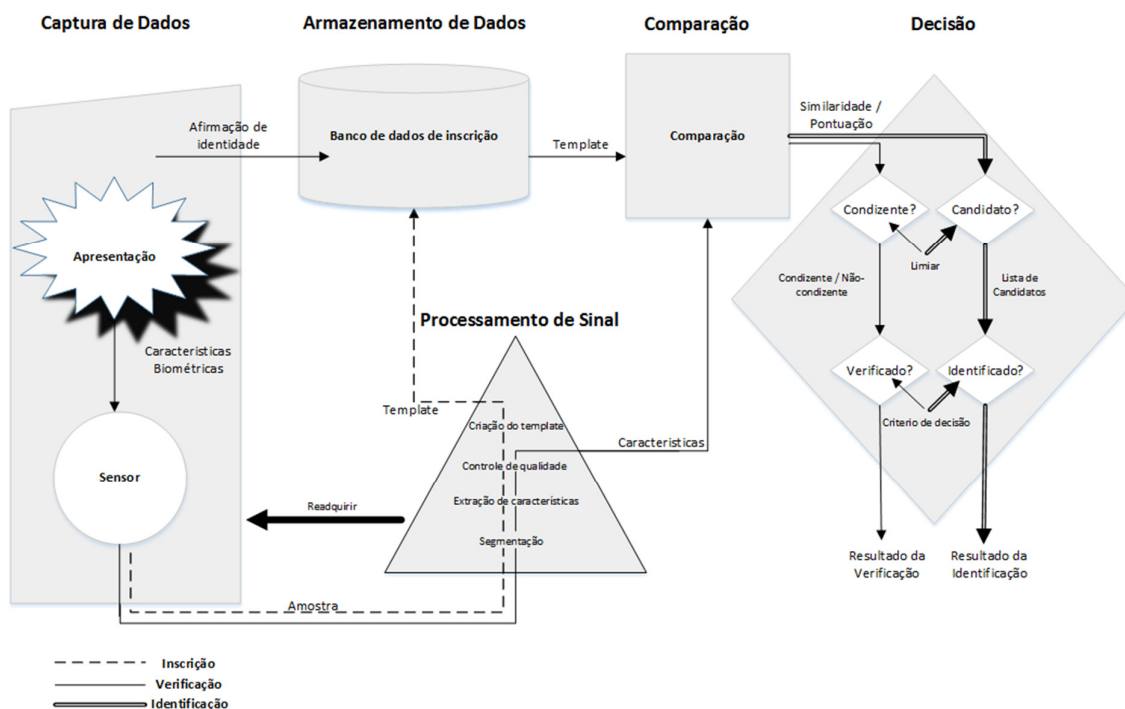 Captura de Dados
Armazenamento de Dados
Comparação
Decisão
Afirmação de
identidade
Banco de dados de inscrição
Template
Comparação
Similaridade /
Pontuação
Condizente?
Candidato?
Limiar
Apresentação
Condizente / Não-
condizente
Lista de
Candidatos
Processamento de Sinal
Caracteristicas
Biométricas
Verificado?
Identificado?
Template
Criação do template
Criterio de decisão
Caracteristicas
Controle de qualidade
Sensor
Extração de características
Readquirir
Segmentação
Resultado da
Verificação
Resultado da
Identificação
Amostra
Inscrição
Verificação
Identificação